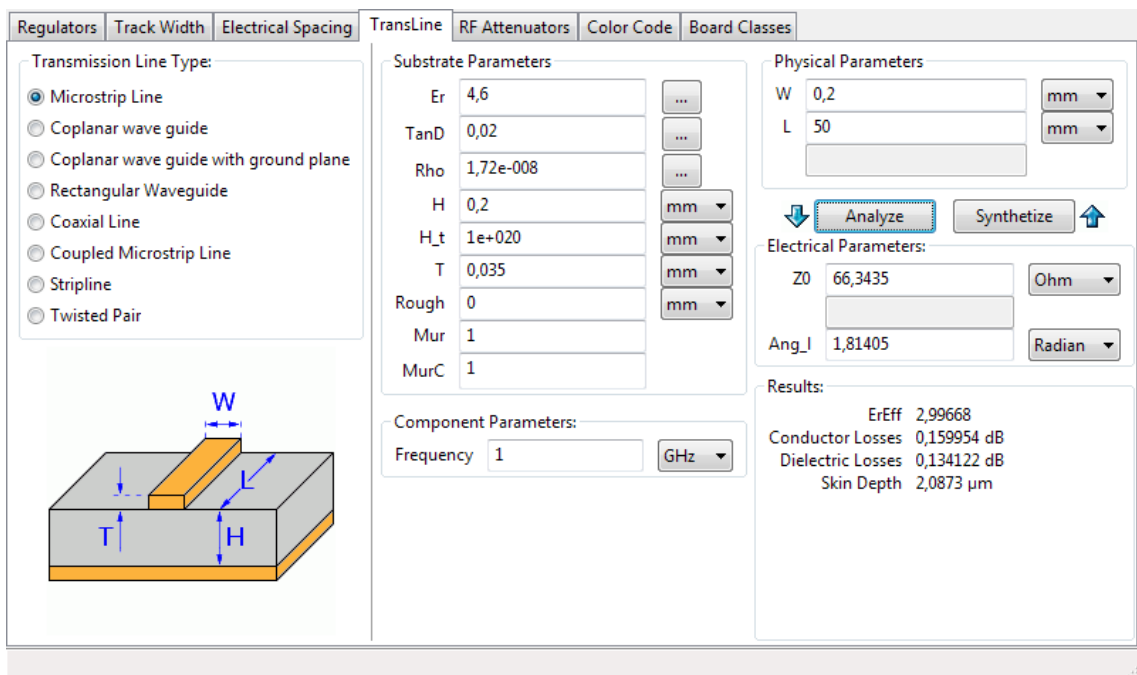 Regulators Track Width Electrical Spacing TransLine RF Attenuators Color Code Board Classes
Transmission Line Type:
Microstrip Line
Coplanar wave guide
Coplanar wave guide with ground plane
Rectangular Waveguide
Coaxial Line
Coupled Microstrip Line
Stripline
Twisted Pair
W
L
T
H
Substrate Parameters
Er 4,6 ...
TanD 0,02 ...
Rho 1,72e-008 ...
H 0,2 mm
H_t 1e+020 mm
T 0,035 mm
Rough 0 mm
Mur 1
MurC 1
Component Parameters:
Frequency 1 GHz
Physical Parameters
W 0,2 mm
L 50 mm
Analyze Synthetize
Electrical Parameters:
Z0 66,3435 Ohm
Ang_l 1,81405 Radian
Results:
ErEff 2,99668
Conductor Losses 0,159954 dB
Dielectric Losses 0,134122 dB
Skin Depth 2,0873 µm